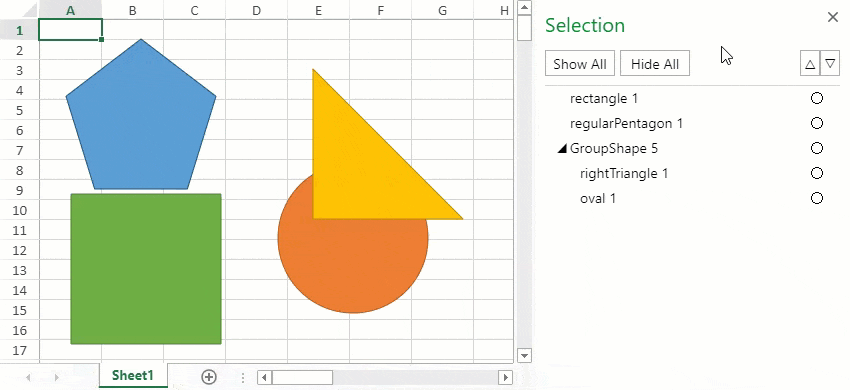 A B C D E F G H
1
2
3
4
5
6
7
8
9
10
11
12
13
14
15
16
17
Sheet1
Selection
Show All Hide All
rectangle 1
regularPentagon 1
GroupShape 5
rightTriangle 1
oval 1